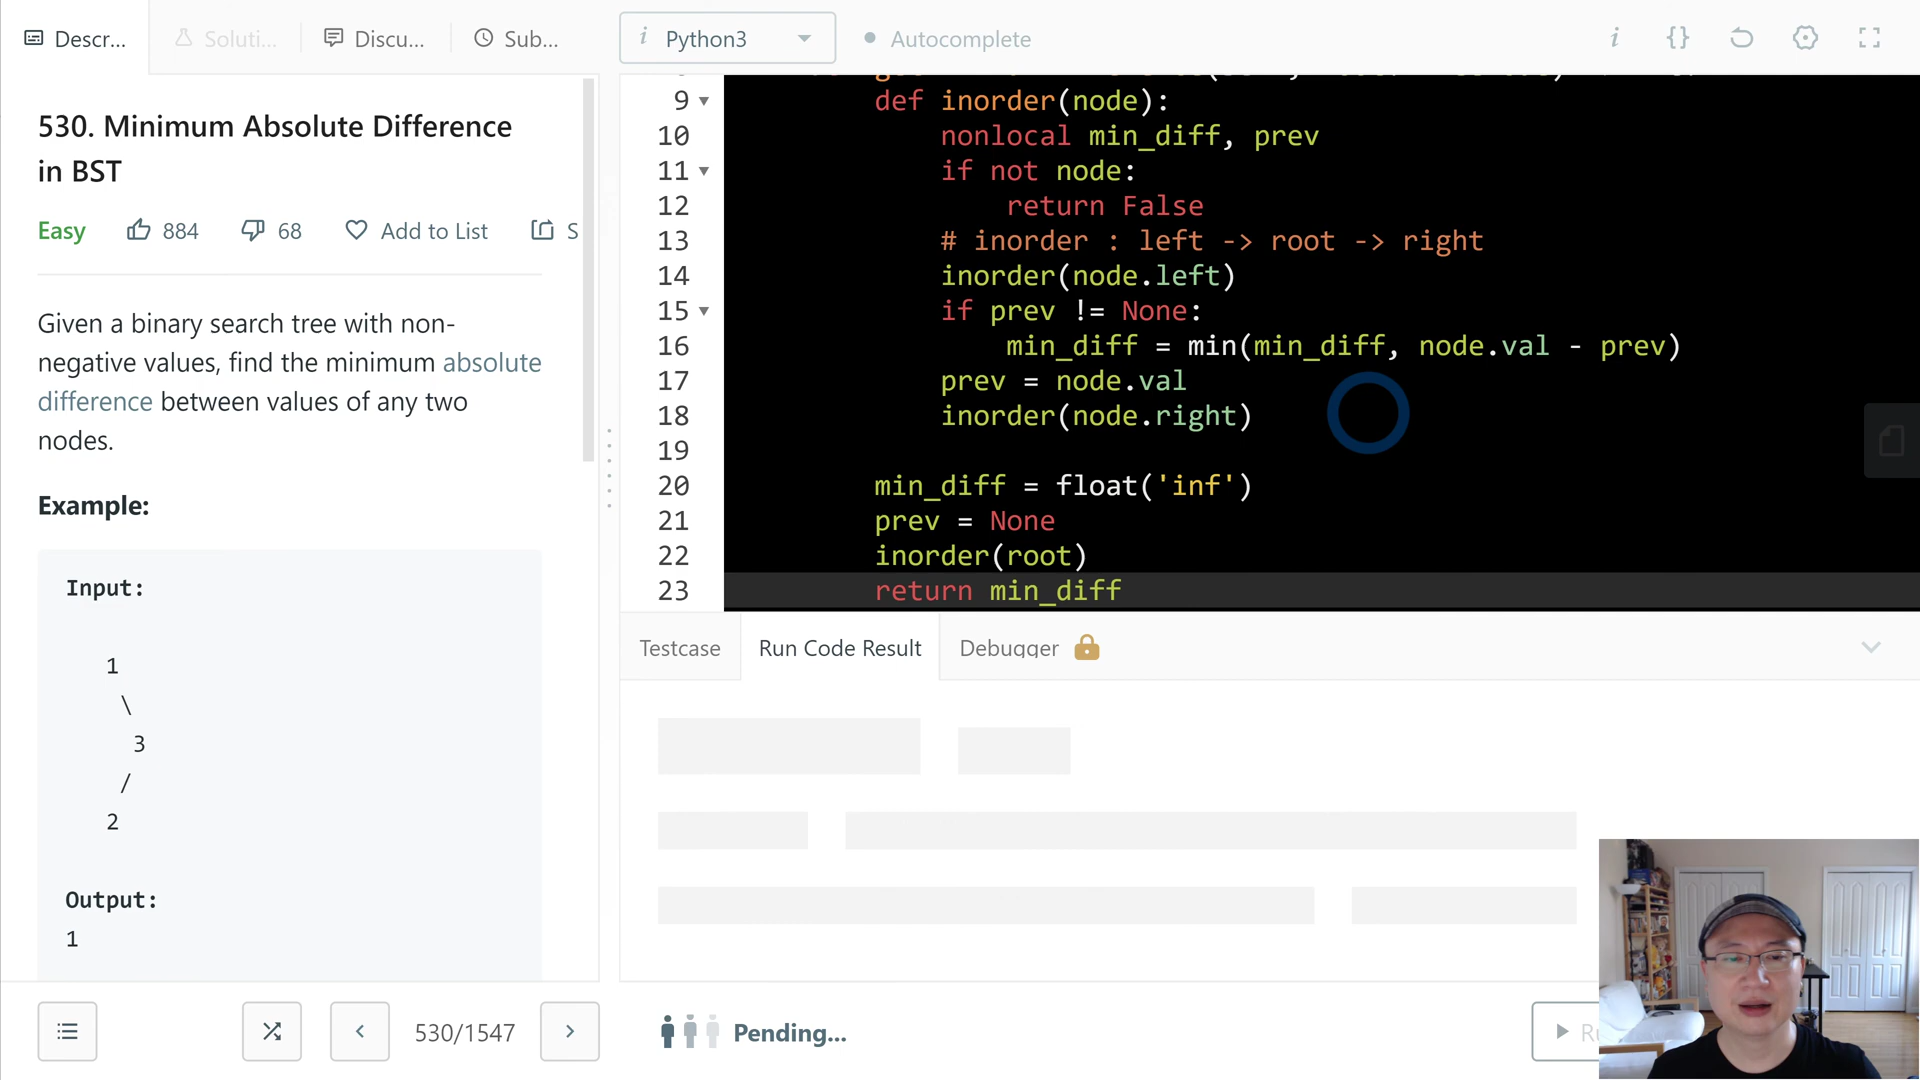 Descr...
Soluti...
Discu...
Sub...
i Python3
Autocomplete
i {}
530. Minimum Absolute Difference
in BST
Easy 884 68 Add to List S
Given a binary search tree with non-
negative values, find the minimum absolute
difference between values of any two
nodes.
Example:
Input:
1
\
3
/
2
Output:
1
530/1547
9 def inorder(node):
10 nonlocal min_diff, prev
11 if not node:
12 return False
13 # inorder : left -> root -> right
14 inorder(node.left)
15 if prev != None:
16 min_diff = min(min_diff, node.val - prev)
17 prev = node.val
18 inorder(node.right)
19
20 min_diff = float('inf')
21 prev = None
22 inorder(root)
23 return min_diff
Testcase
Run Code Result
Debugger
Pending...